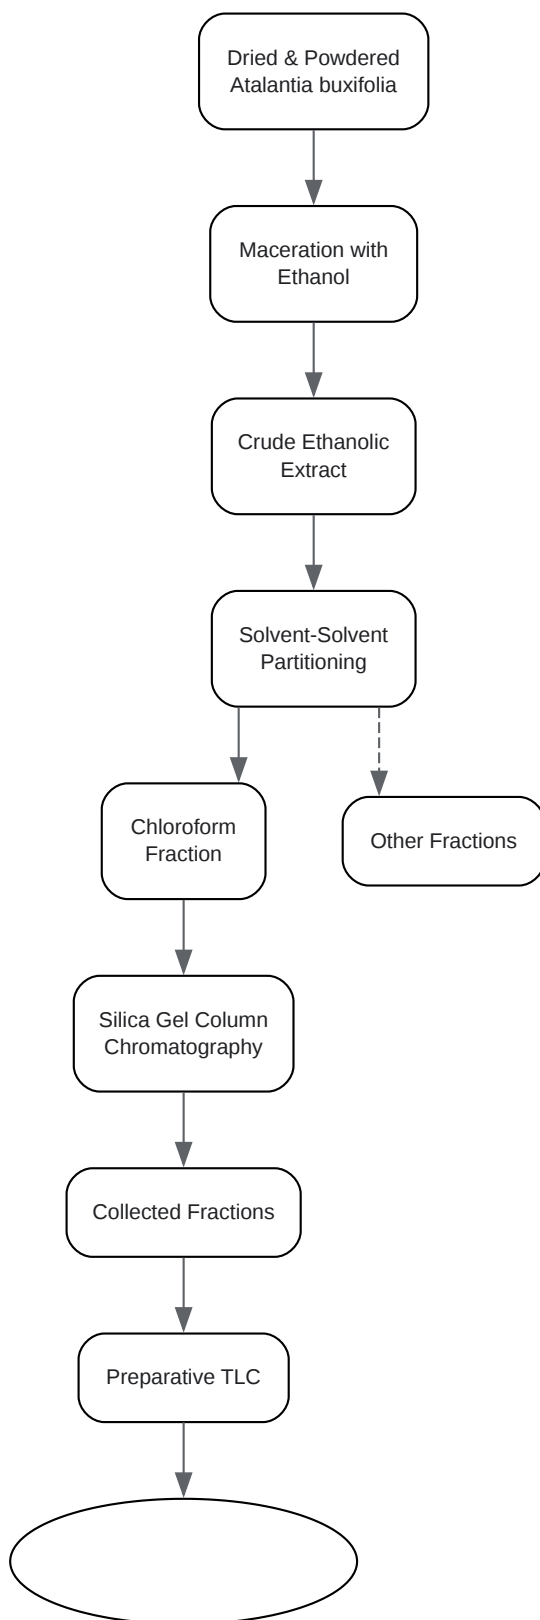 Dried & Powdered
Atalantia buxifolia
Maceration with
Ethanol
Crude Ethanolic
Extract
Solvent-Solvent
Partitioning
Chloroform
Fraction
Other Fractions
Silica Gel Column
Chromatography
Collected Fractions
Preparative TLC